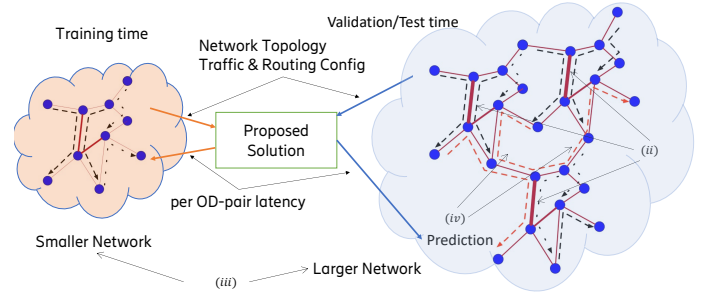 Training time
Validation/Test time
Network Topology
Traffic & Routing Config
Proposed
Solution
(ii)
per OD-pair latency
(iv)
Prediction
Smaller Network
(iii)
Larger Network